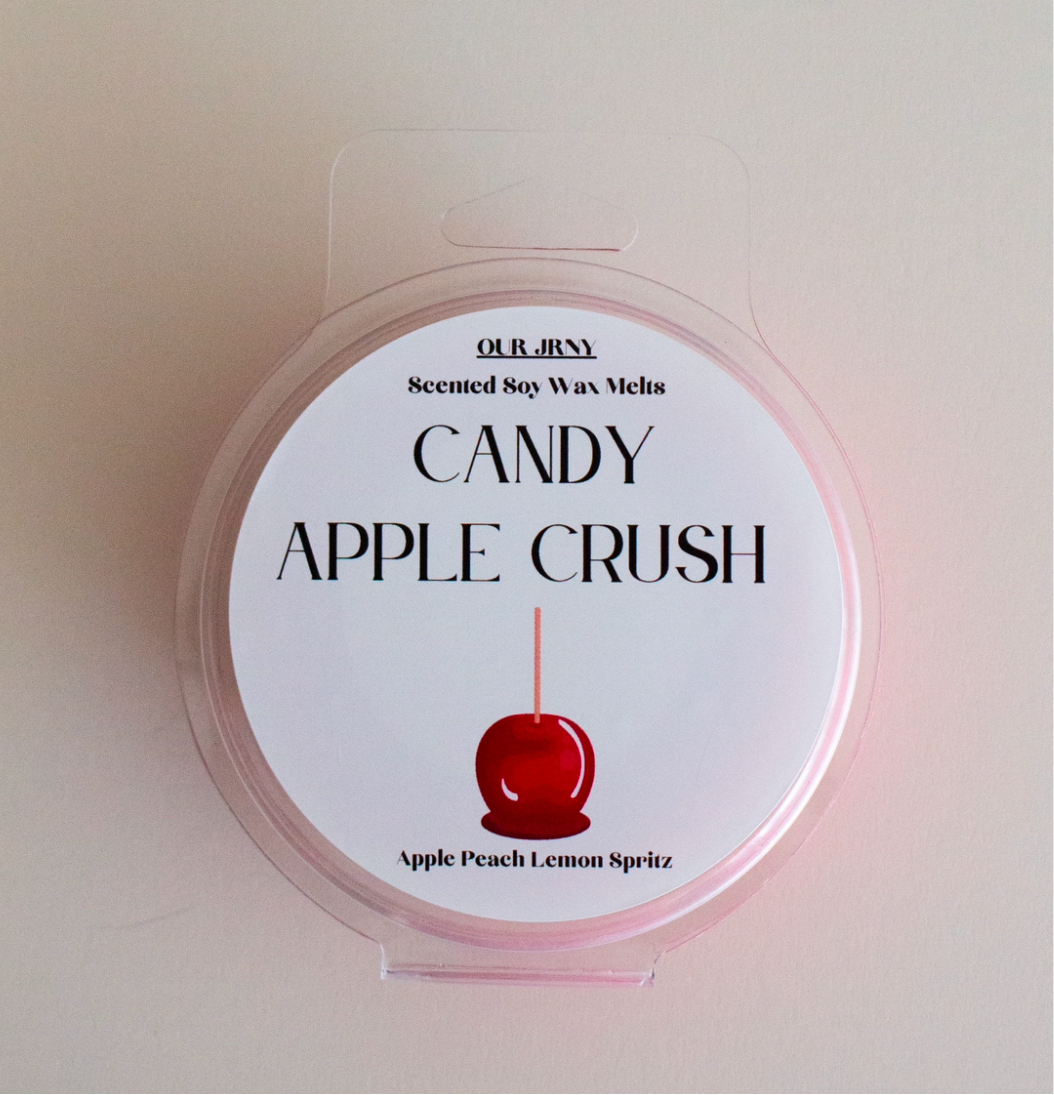 OUR JRNY
Scented Soy Wax Melts
CANDY
APPLE CRUSH
Apple Peach Lemon Spritz